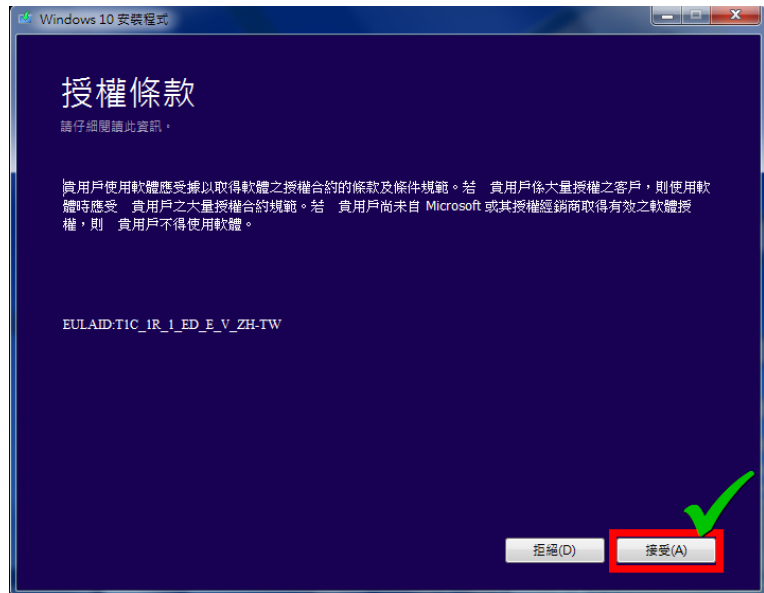 Windows 10 安裝程式
授權條款
請仔細閱讀此資訊。
貴用戶使用軟體應受據以取得軟體之授權合約的條款及條件規範。若　貴用戶係大量授權之客戶，則使用軟
體時應受　貴用戶之大量授權合約規範。若　貴用戶尚未自 Microsoft 或其授權經銷商取得有效之軟體授
權，則　貴用戶不得使用軟體。
EULAID:T1C_1R_1_ED_E_V_ZH-TW
拒絕(D)
接受(A)